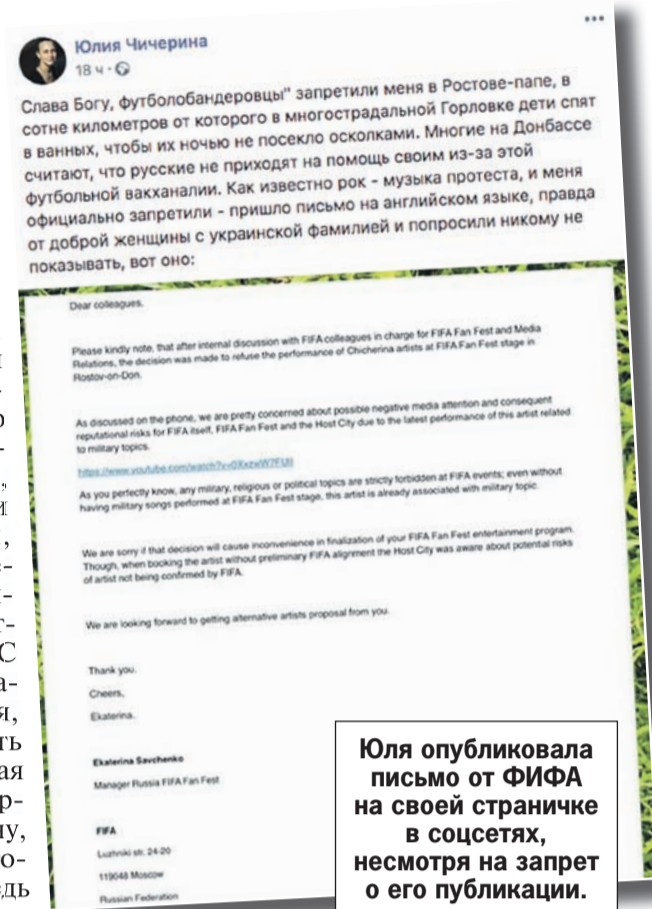 Юлия Чичерина
18 ч ·
Слава Богу, футболобандеровцы" запретили меня в Ростове-папе, в
сотне километров от которого в многострадальной Горловке дети спят
в ванных, чтобы их ночью не посекло осколками. Многие на Донбассе
считают, что русские не приходят на помощь своим из-за этой
футбольной вакханалии. Как известно рок - музыка протеста, и меня
официально запретили - пришло письмо на английском языке, правда
от доброй женщины с украинской фамилией и попросили никому не
показывать, вот оно:
Dear colleagues,
Please kindly note, that after internal discussion with FIFA colleagues in charge for FIFA Fan Fest and Media
Relations, the decision was made to refuse the performance of Chicherina artists at FIFA Fan Fest stage in
Rostov-on-Don.
As discussed on the phone, we are pretty concerned about possible negative media attention and consequent
reputational risks for FIFA itself, FIFA Fan Fest and the Host City due to the latest performance of this artist related
to military topics.
As you perfectly know, any military, religious or political topics are strictly forbidden at FIFA events; even without
having military songs performed at FIFA Fan Fest stage, this artist is already associated with military topic.
We are sorry if that decision will cause inconvenience in finalization of your FIFA Fan Fest entertainment program.
Though, when booking the artist without preliminary FIFA alignment the Host City was aware about potential risks
of artist not being confirmed by FIFA.
We are looking forward to getting alternative artists proposal from you.
Thank you.
Cheers,
Ekaterina.
Ekaterina Savchenko
Manager Russia FIFA Fan Fest
FIFA
Luzhniki str. 24-20
119048 Moscow
Russian Federation
Юля опубликовала
письмо от ФИФА
на своей страничке
в соцсетях,
несмотря на запрет
о его публикации.